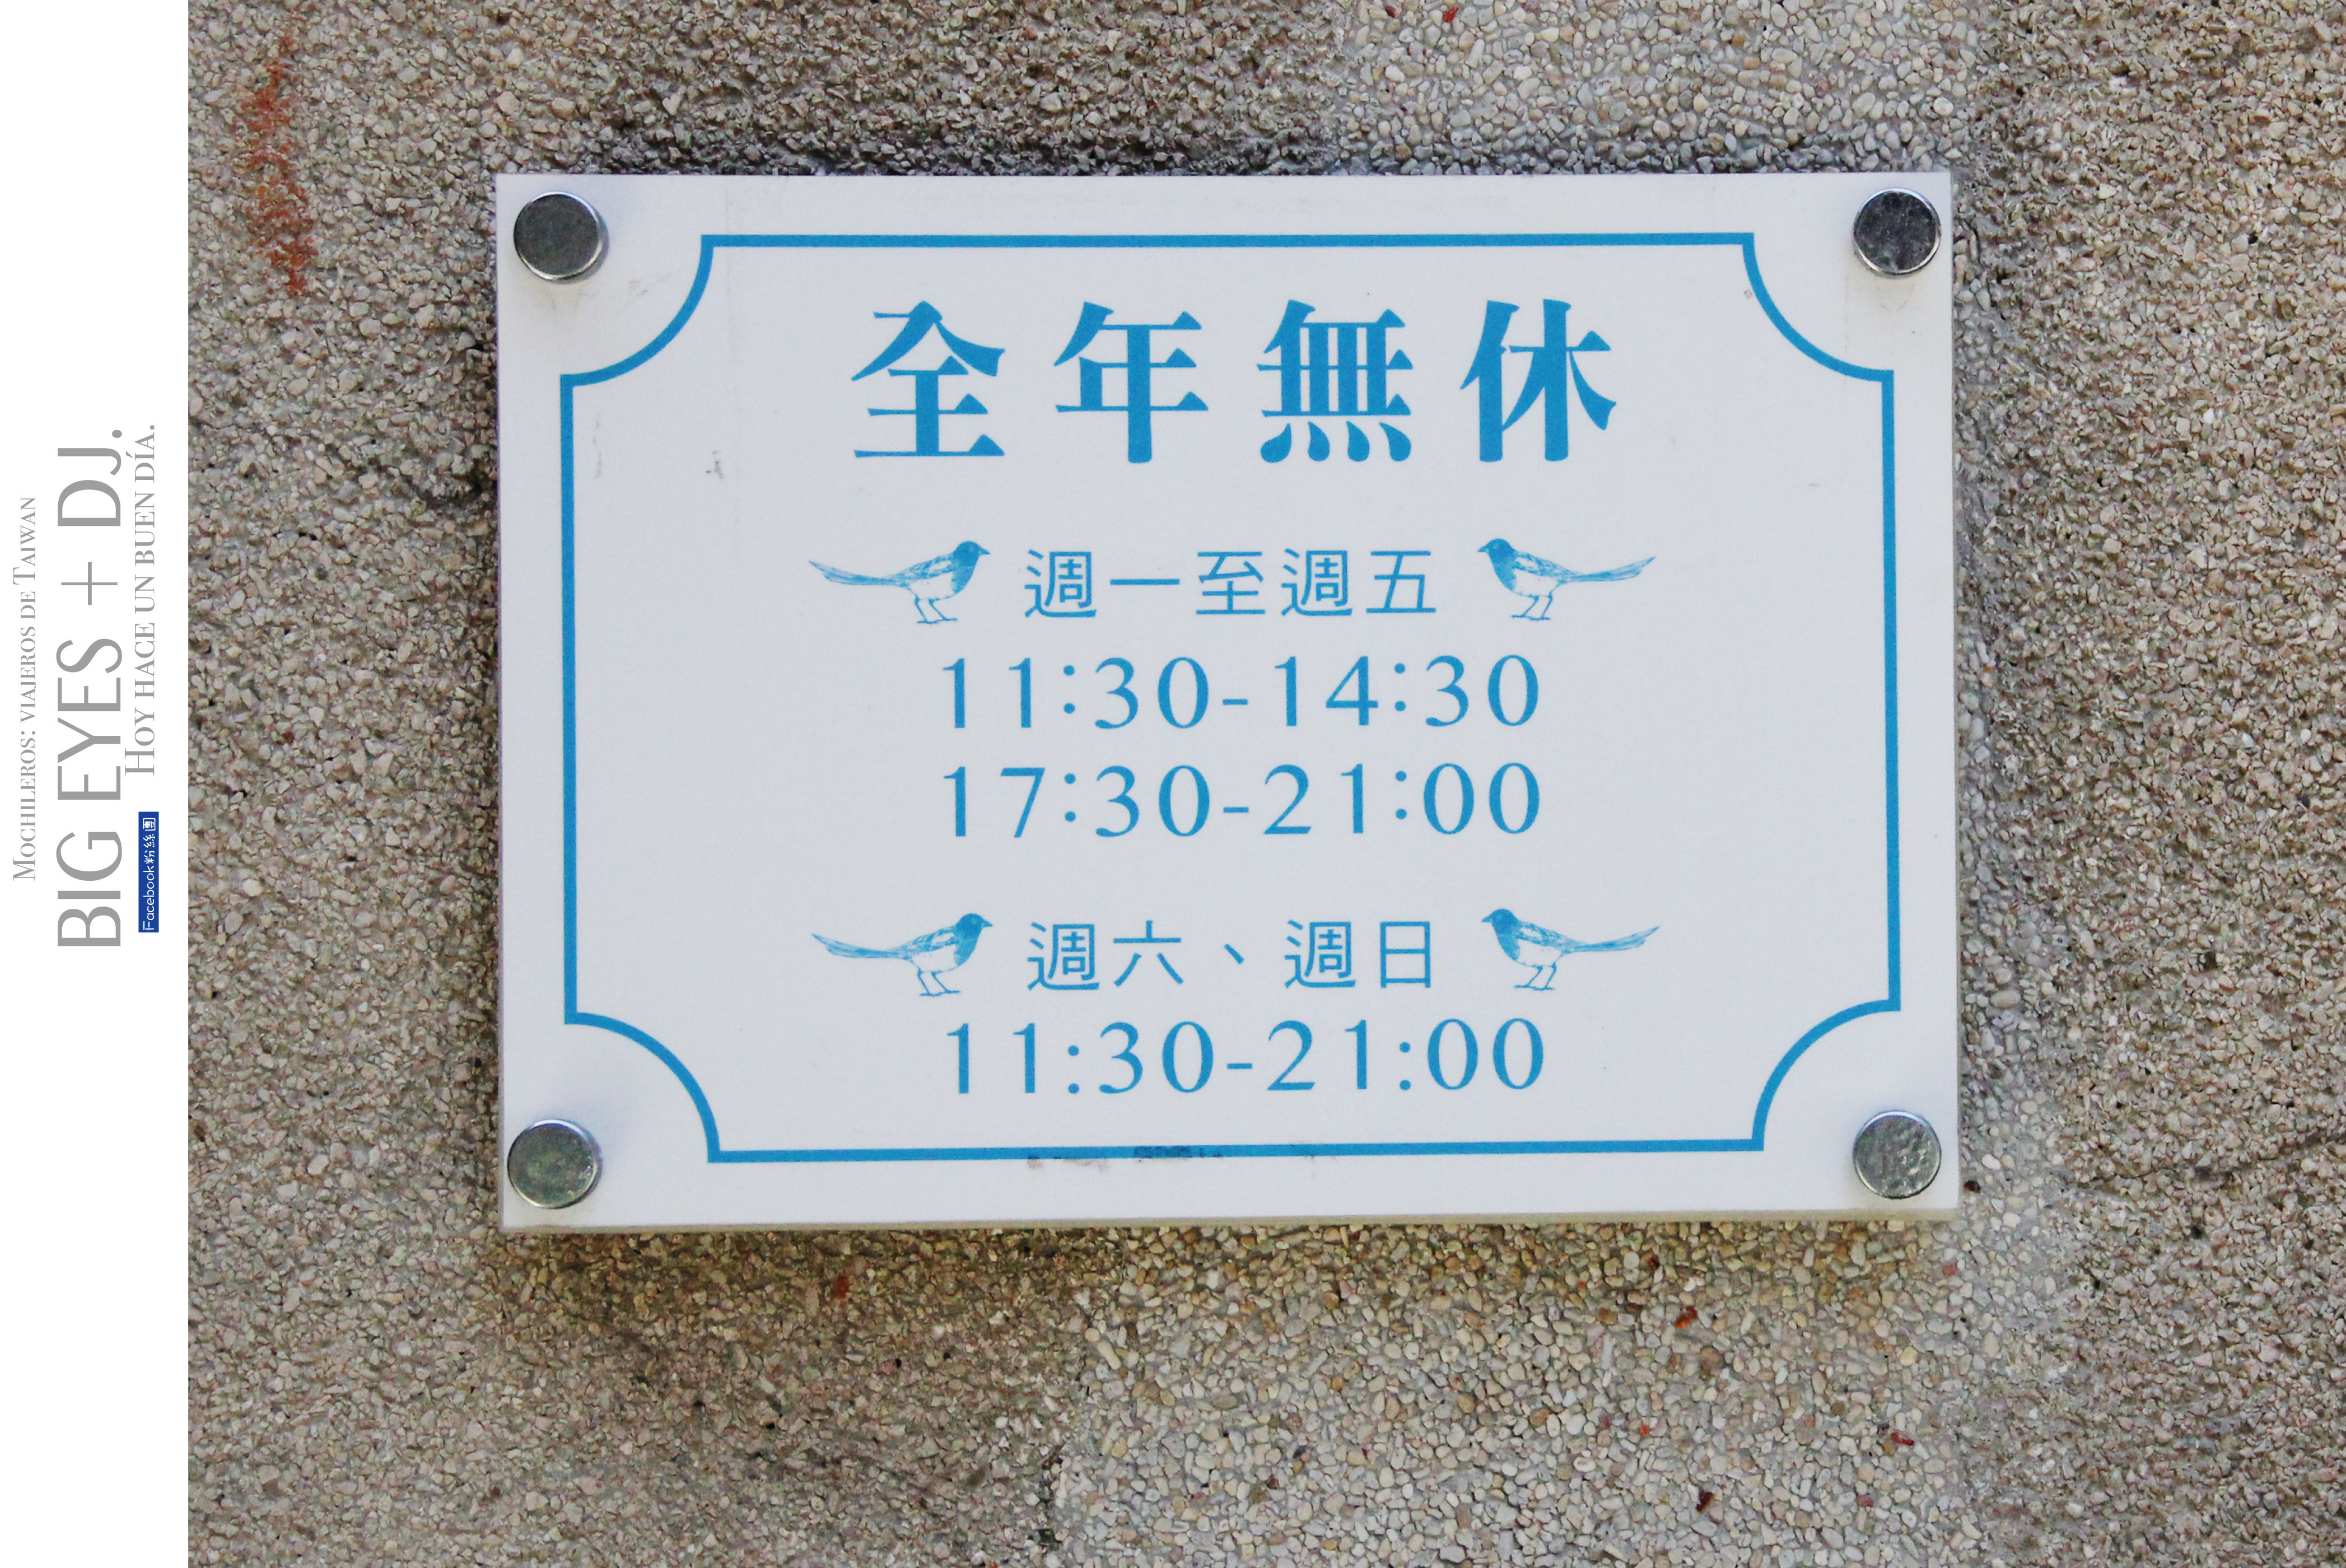 全年無休
週一至週五
11:30-14:30
17:30-21:00
週六、週日
11:30-21:00
Mochileros: viajeros de Taiwan
BIG EYES + DJ.
Facebook粉絲團 Hoy hace un buen día.